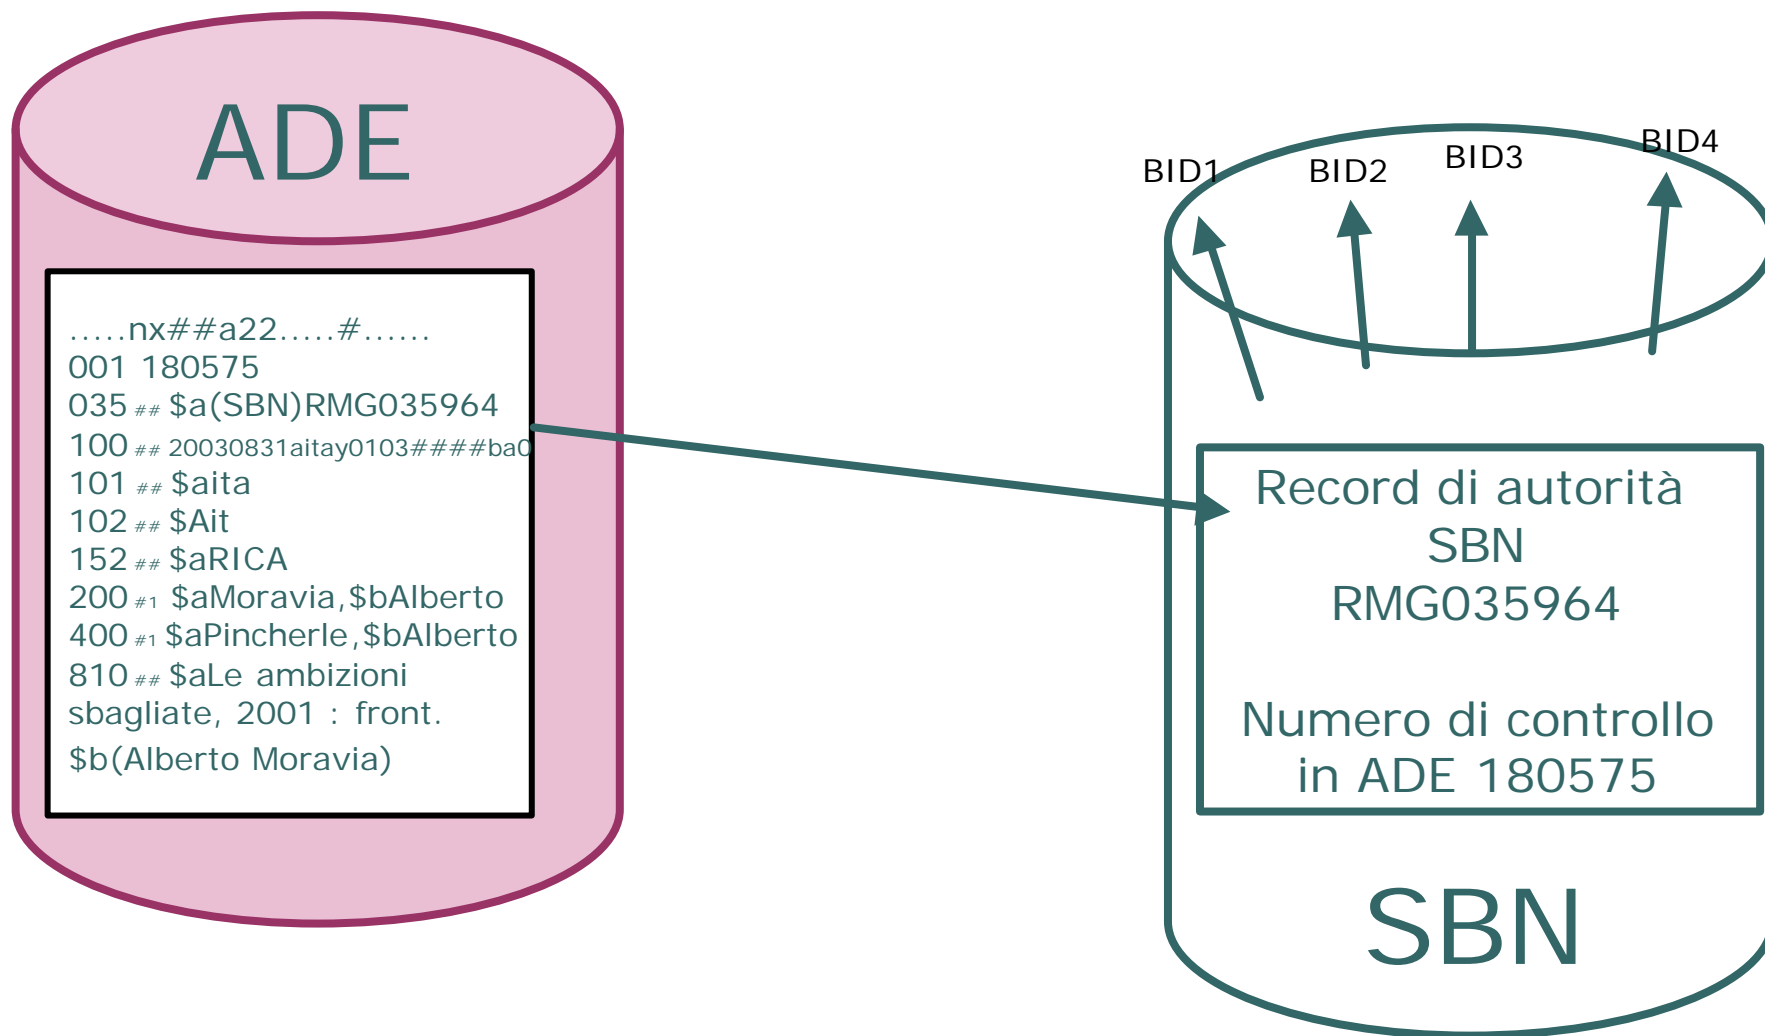 ADE
.....nx##a22.....#......
001 180575
035 ## $a(SBN)RMG035964
100 ## 20030831aitay0103####ba0
101 ## $aita
102 ## $Ait
152 ## $aRICA
200 #1 $aMoravia,$bAlberto
400 #1 $aPincherle,$bAlberto
810 ## $aLe ambizioni
sbagliate, 2001 : front.
$b(Alberto Moravia)
BID1 BID2 BID3 BID4
Record di autorità
SBN
RMG035964
Numero di controllo
in ADE 180575
SBN